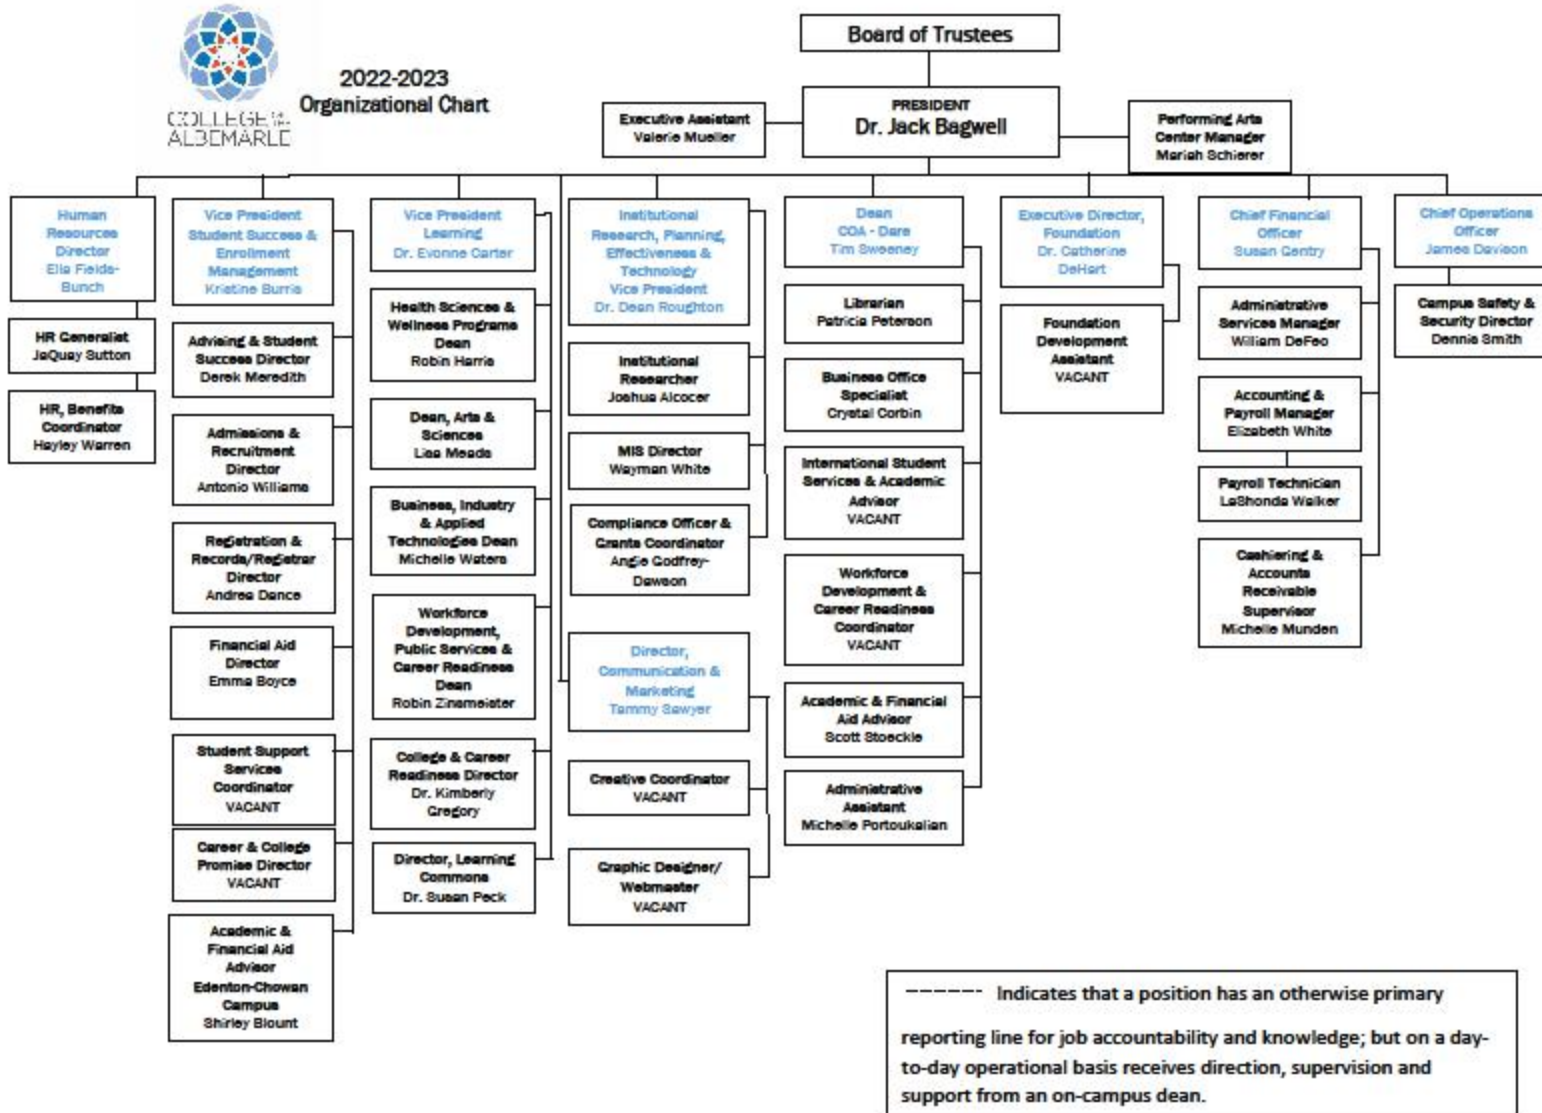 COLLEGE OF THE
ALBEMARLE
2022-2023
Organizational Chart
Board of Trustees
PRESIDENT
Dr. Jack Bagwell
Executive Assistant
Valerie Mueller
Performing Arts
Center Manager
Mariah Schierer
Human
Resources
Director
Ella Fields-
Bunch
HR Generalist
JaQuay Sutton
HR, Benefits
Coordinator
Hayley Warren
Vice President
Student Success &
Enrollment
Management
Kristine Burris
Advising & Student
Success Director
Derek Meredith
Admissions &
Recruitment
Director
Antonio Williams
Registration &
Records/Registrar
Director
Andrea Dance
Financial Aid
Director
Emma Boyce
Student Support
Services
Coordinator
VACANT
Career & College
Promise Director
VACANT
Academic &
Financial Aid
Advisor
Edenton-Chowan
Campus
Shirley Blount
Vice President
Learning
Dr. Evonne Carter
Health Sciences &
Wellness Programs
Dean
Robin Harris
Dean, Arts &
Sciences
Lisa Meads
Business, Industry
& Applied
Technologies Dean
Michelle Waters
Workforce
Development,
Public Services &
Career Readiness
Dean
Robin Zinsmeister
College & Career
Readiness Director
Dr. Kimberly
Gregory
Director, Learning
Commons
Dr. Susan Peck
Institutional
Research, Planning,
Effectiveness &
Technology
Vice President
Dr. Dean Roughton
Institutional
Researcher
Joshua Alcocer
MIS Director
Wayman White
Compliance Officer &
Grants Coordinator
Angie Godfrey-
Dawson
Director,
Communication &
Marketing
Tammy Sawyer
Creative Coordinator
VACANT
Graphic Designer/
Webmaster
VACANT
Dean
COA - Dare
Tim Sweeney
Librarian
Patricia Peterson
Business Office
Specialist
Crystal Corbin
International Student
Services & Academic
Advisor
VACANT
Workforce
Development &
Career Readiness
Coordinator
VACANT
Academic & Financial
Aid Advisor
Scott Stoeckle
Administrative
Assistant
Michelle Portoukalian
Executive Director,
Foundation
Dr. Catherine
DeHart
Foundation
Development
Assistant
VACANT
Chief Financial
Officer
Susan Gentry
Administrative
Services Manager
William DeFeo
Accounting &
Payroll Manager
Elizabeth White
Payroll Technician
LaShonda Walker
Cashiering &
Accounts
Receivable
Supervisor
Michelle Munden
Chief Operations
Officer
James Davison
Campus Safety &
Security Director
Dennis Smith
------ Indicates that a position has an otherwise primary
reporting line for job accountability and knowledge; but on a day-
to-day operational basis receives direction, supervision and
support from an on-campus dean.